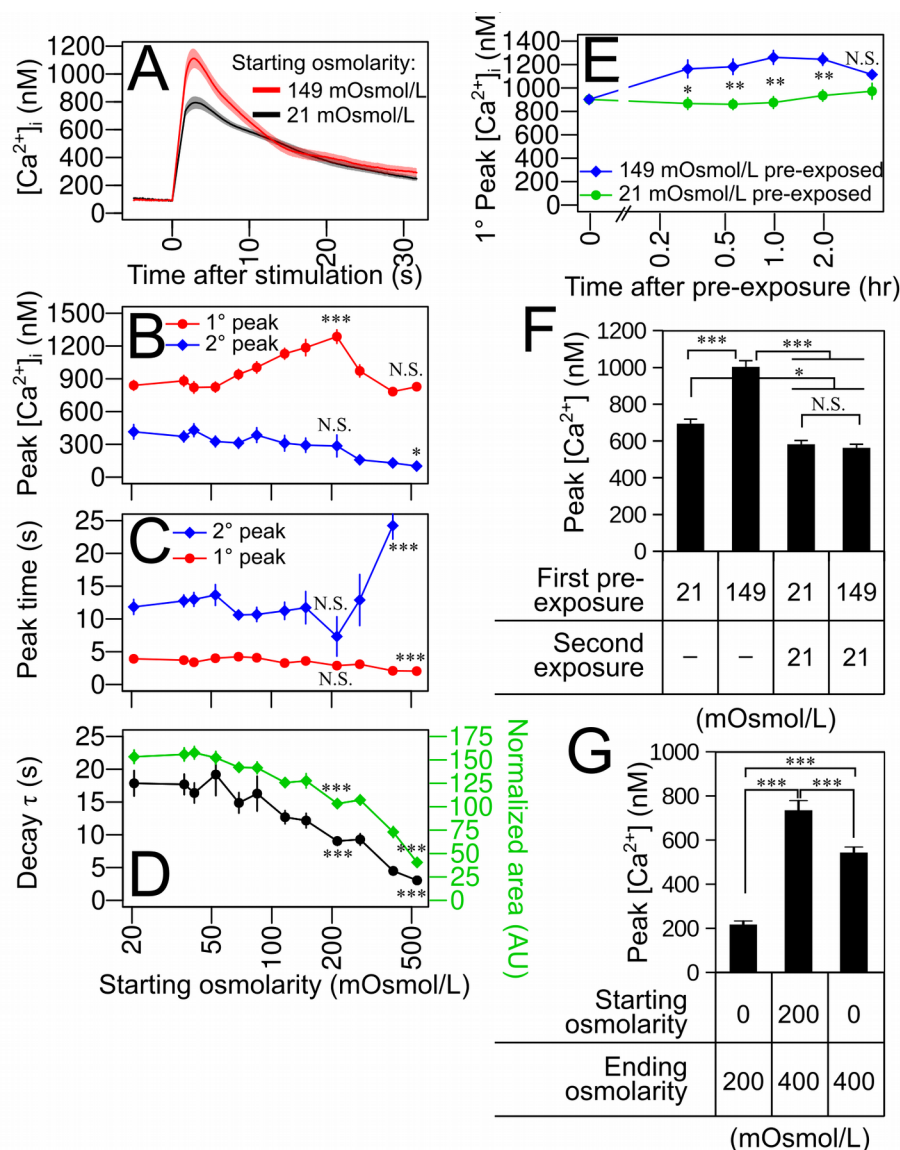 A
[Ca²⁺]ᵢ (nM)
1200
1000
800
600
400
200
0
Starting osmolarity:
149 mOsmol/L
21 mOsmol/L
0
10
20
30
Time after stimulation (s)
B
Peak [Ca²⁺]ᵢ (nM)
1500
1200
900
600
300
0
1° peak
2° peak
***
N.S.
N.S.
*
C
Peak time (s)
25
20
15
10
5
0
2° peak
1° peak
***
N.S.
***
N.S.
D
Decay τ (s)
25
20
15
10
5
0
***
***
***
***
175
150
125
100
75
50
25
0
Normalized area (AU)
20
50
100
200
500
Starting osmolarity (mOsmol/L)
E
1° Peak [Ca²⁺]ᵢ (nM)
1400
1200
1000
800
600
400
200
0
N.S.
*
**
**
**
149 mOsmol/L pre-exposed
21 mOsmol/L pre-exposed
0
0.2
0.5
1.0
2.0
Time after pre-exposure (hr)
F
Peak [Ca²⁺] (nM)
1200
1000
800
600
400
200
0
***
***
*
N.S.
First pre-
exposure
21 149 21 149
Second
exposure
– – 21 21
(mOsmol/L)
G
Peak [Ca²⁺] (nM)
1000
800
600
400
200
0
***
*** ***
Starting
osmolarity
0 200 0
Ending
osmolarity
200 400 400
(mOsmol/L)